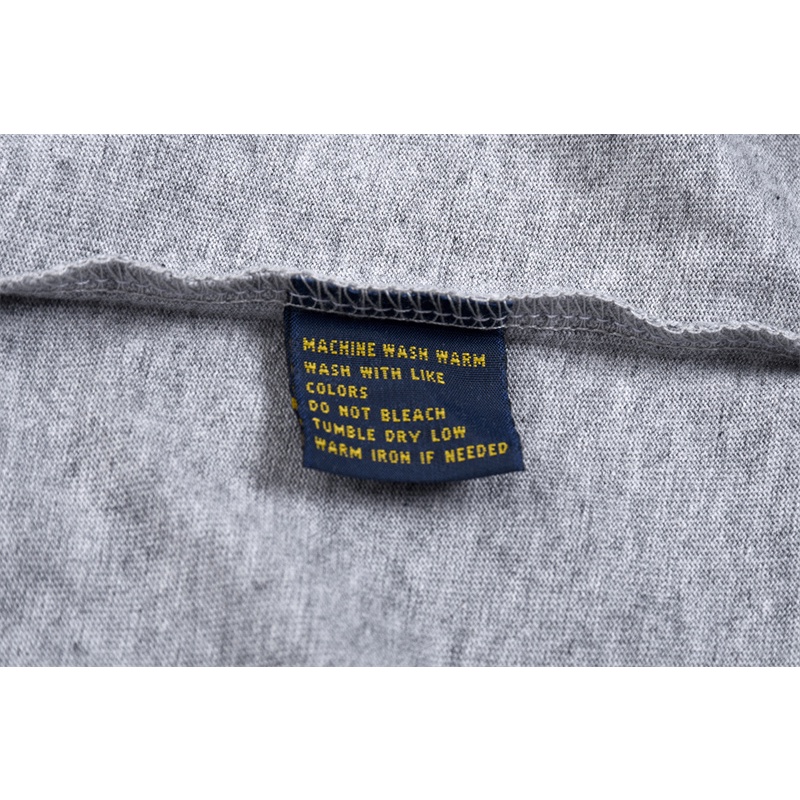 MACHINE WASH WARM
WASH WITH LIKE
COLORS
DO NOT BLEACH
TUMBLE DRY LOW
WARM IRON IF NEEDED